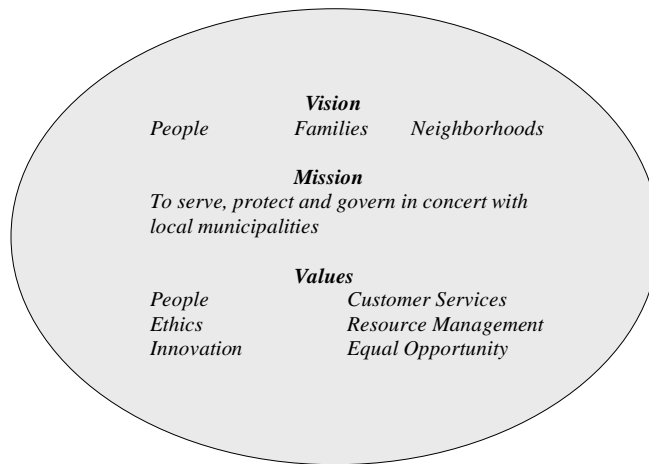 Vision
People Families Neighborhoods
Mission
To serve, protect and govern in concert with
local municipalities
Values
People Customer Services
Ethics Resource Management
Innovation Equal Opportunity